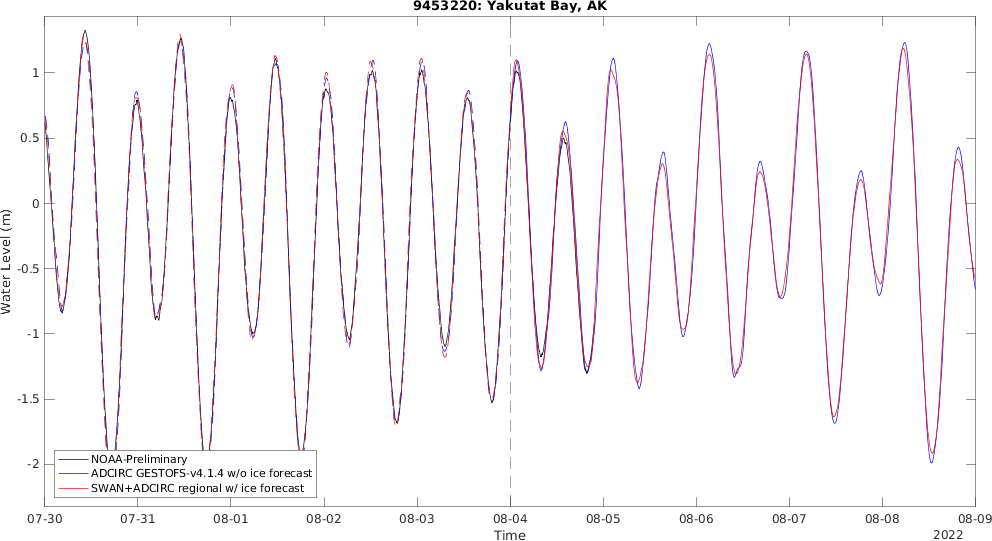 9453220: Yakutat Bay, AK
Water Level (m)
1
0.5
0
-0.5
-1
-1.5
-2
NOAA-Preliminary
ADCIRC GESTOFS-v4.1.4 w/o ice forecast
SWAN+ADCIRC regional w/ ice forecast
07-30 07-31 08-01 08-02 08-03 08-04 08-05 08-06 08-07 08-08 08-09
Time
2022